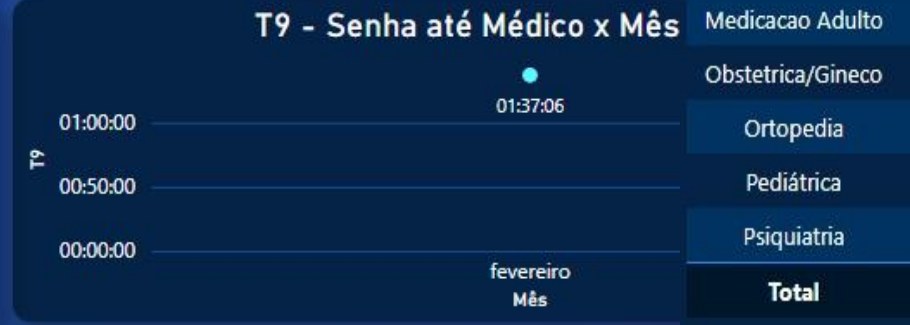 T9 - Senha até Médico x Mês
01:37:06
01:00:00
00:50:00
00:00:00
T9
fevereiro
Mês
Medicacao Adulto
Obstetrica/Gineco
Ortopedia
Pediátrica
Psiquiatria
Total